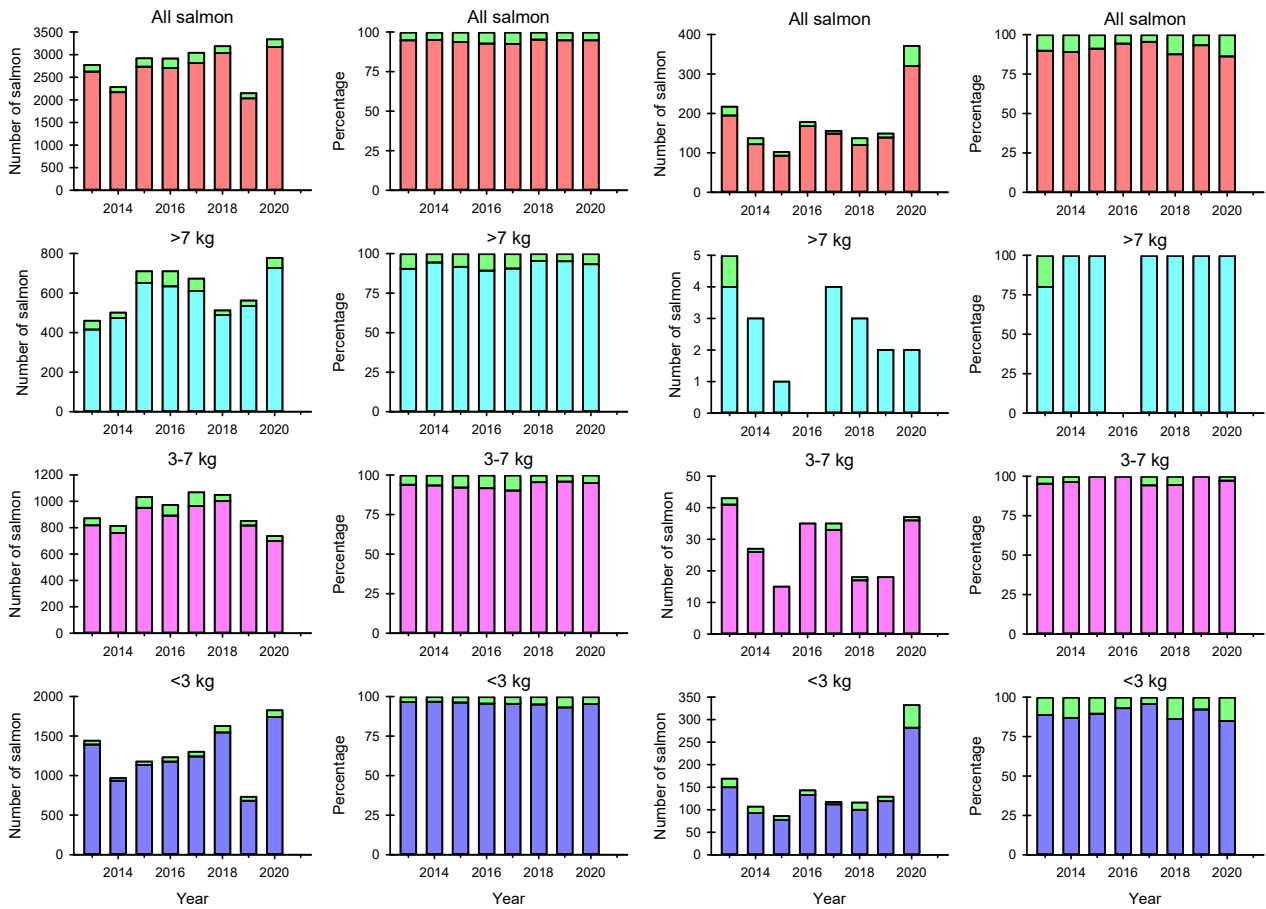 All salmon
Number of salmon
3500
3000
2500
2000
1500
1000
500
0
2014 2016 2018 2020
All salmon
Percentage
100
75
50
25
0
2014 2016 2018 2020
All salmon
Number of salmon
400
300
200
100
0
2014 2016 2018 2020
All salmon
Percentage
100
75
50
25
0
2014 2016 2018 2020
>7 kg
Number of salmon
800
600
400
200
0
2014 2016 2018 2020
>7 kg
Percentage
100
75
50
25
0
2014 2016 2018 2020
>7 kg
Number of salmon
5
4
3
2
1
0
2014 2016 2018 2020
>7 kg
Percentage
100
75
50
25
0
2014 2016 2018 2020
3-7 kg
Number of salmon
1200
1000
800
600
400
200
0
2014 2016 2018 2020
3-7 kg
Percentage
100
75
50
25
0
2014 2016 2018 2020
3-7 kg
Number of salmon
50
40
30
20
10
0
2014 2016 2018 2020
3-7 kg
Percentage
100
75
50
25
0
2014 2016 2018 2020
<3 kg
Number of salmon
2000
1500
1000
500
0
2014 2016 2018 2020
Year
<3 kg
Percentage
100
75
50
25
0
2014 2016 2018 2020
Year
<3 kg
Number of salmon
350
300
250
200
150
100
50
0
2014 2016 2018 2020
Year
<3 kg
Percentage
100
75
50
25
0
2014 2016 2018 2020
Year